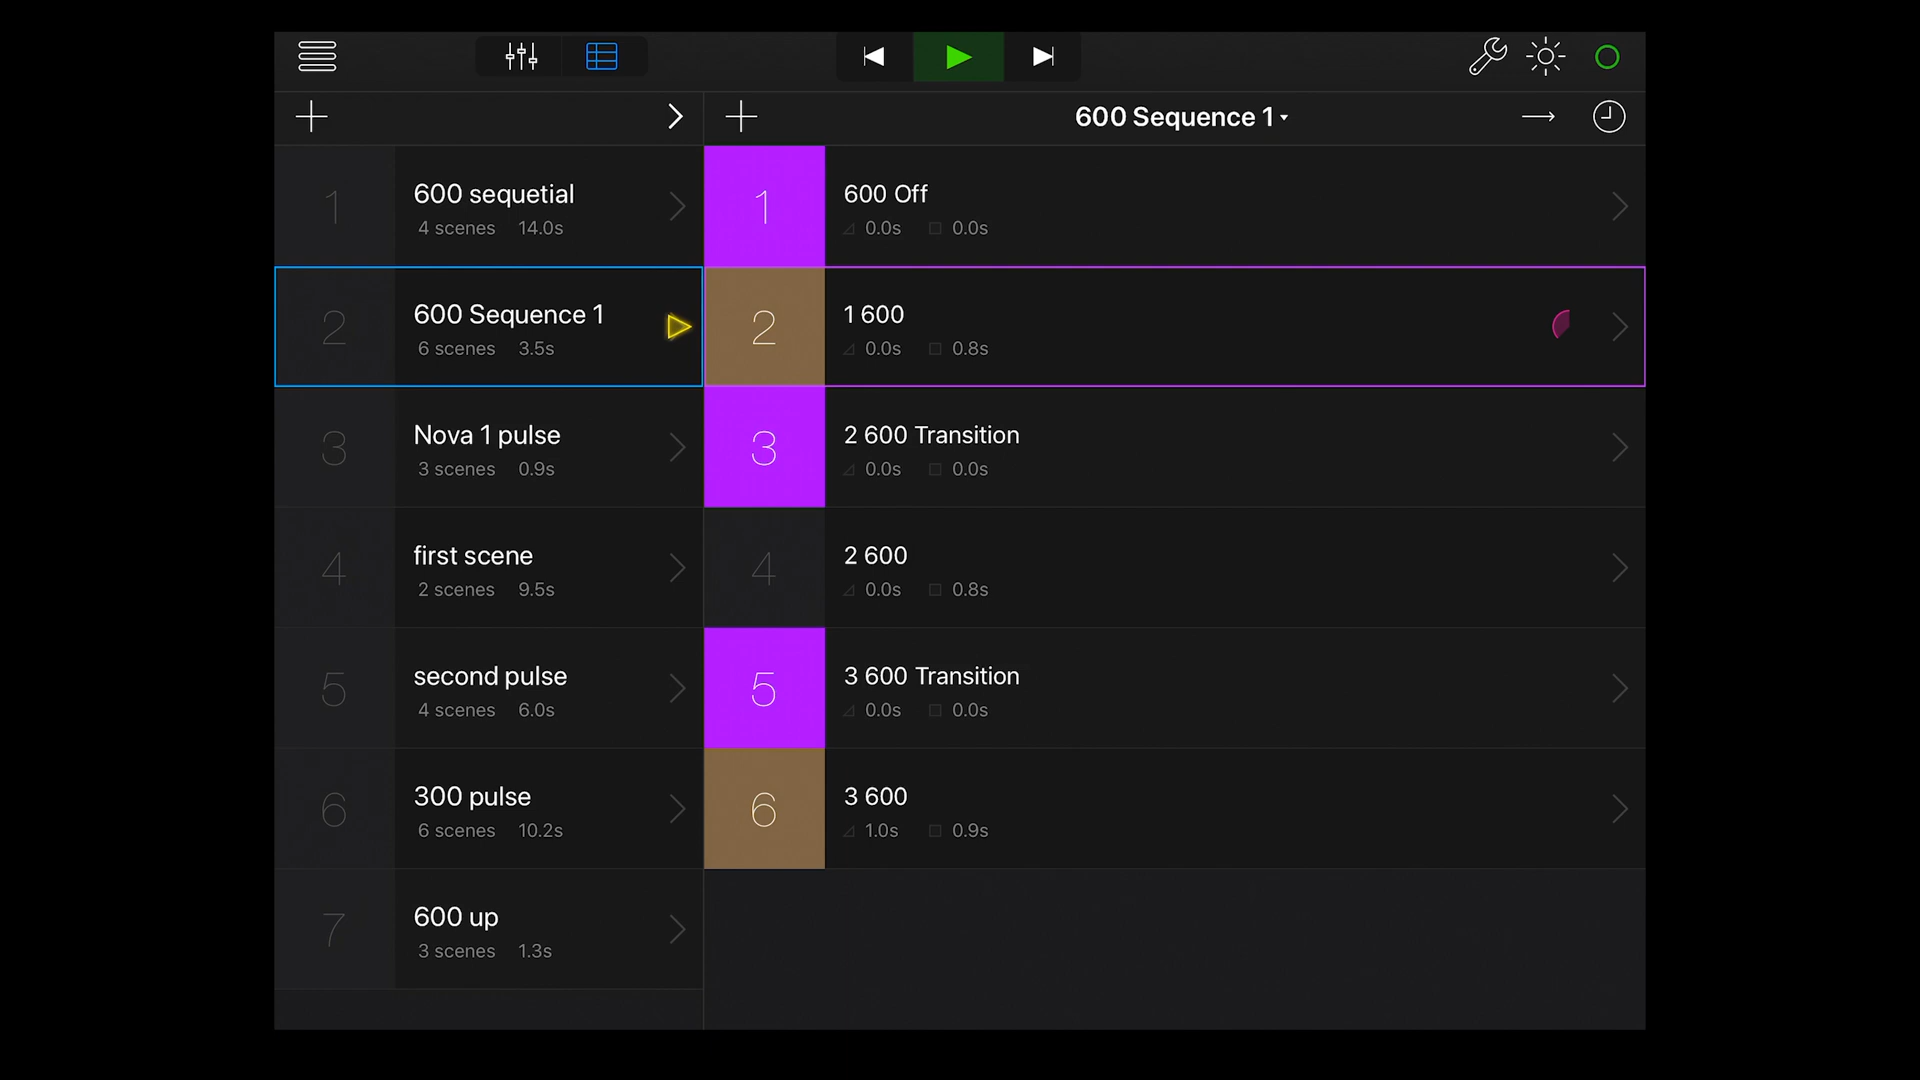 600 Sequence 1
1
600 sequetial
4 scenes 14.0s
2
600 Sequence 1
6 scenes 3.5s
3
Nova 1 pulse
3 scenes 0.9s
4
first scene
2 scenes 9.5s
5
second pulse
4 scenes 6.0s
6
300 pulse
6 scenes 10.2s
7
600 up
3 scenes 1.3s
1
600 Off
0.0s 0.0s
2
1 600
0.0s 0.8s
3
2 600 Transition
0.0s 0.0s
4
2 600
0.0s 0.8s
5
3 600 Transition
0.0s 0.0s
6
3 600
1.0s 0.9s